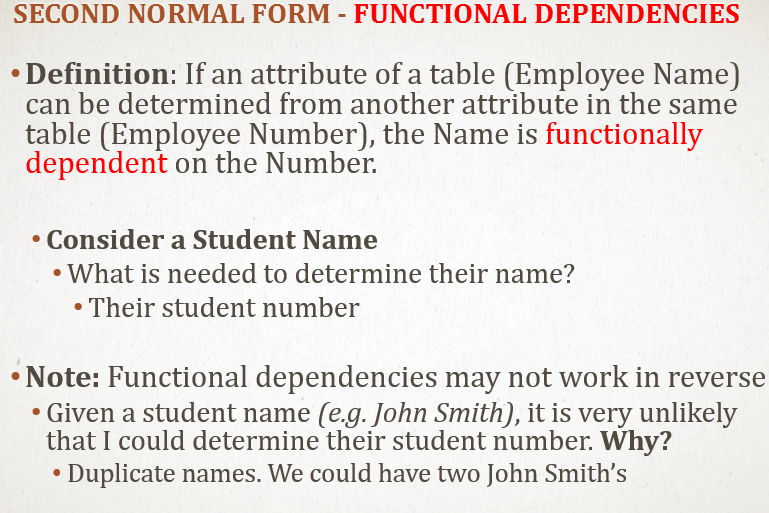 SECOND NORMAL FORM - FUNCTIONAL DEPENDENCIES
• Definition: If an attribute of a table (Employee Name)
can be determined from another attribute in the same
table (Employee Number), the Name is functionally
dependent on the Number.
• Consider a Student Name
• What is needed to determine their name?
• Their student number
• Note: Functional dependencies may not work in reverse
• Given a student name (e.g. John Smith), it is very unlikely
that I could determine their student number. Why?
• Duplicate names. We could have two John Smith's